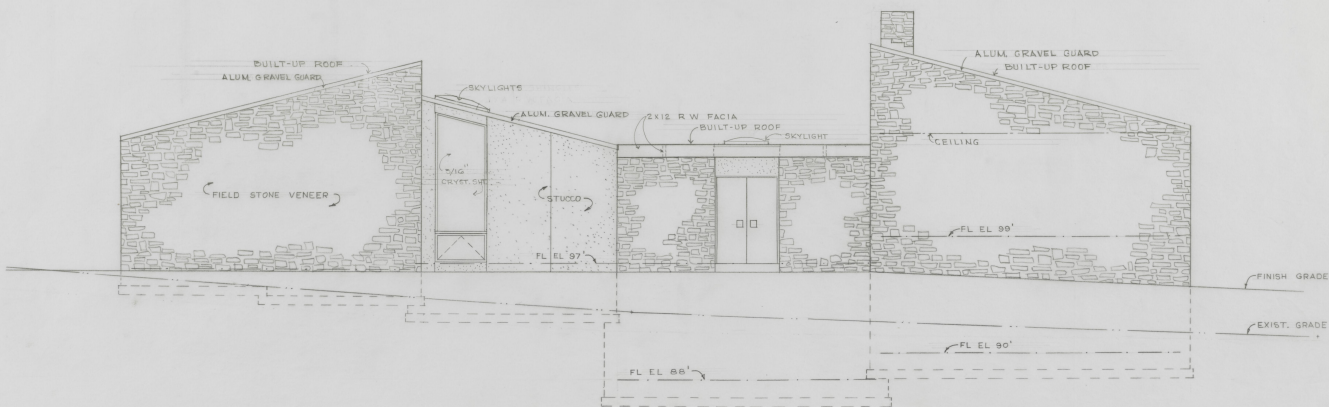 BUILT-UP ROOF
ALUM. GRAVEL GUARD
SKYLIGHTS
ALUM. GRAVEL GUARD
2X12 R W FACIA
BUILT-UP ROOF
SKYLIGHT
ALUM. GRAVEL GUARD
BUILT-UP ROOF
CEILING
FIELD STONE VENEER
STUCCO
FL EL 97'
FL EL 99'
FINISH GRADE
EXIST. GRADE
FL EL 90'
FL EL 88'